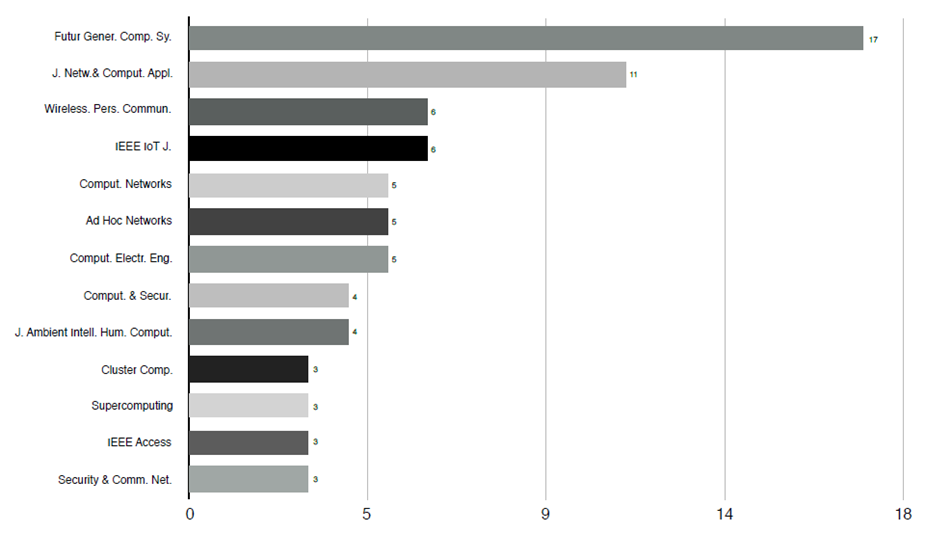 Futur Gener. Comp. Sy. 17
J. Netw.& Comput. Appl. 11
Wireless. Pers. Commun. 6
IEEE IoT J. 6
Comput. Networks 5
Ad Hoc Networks 5
Comput. Electr. Eng. 5
Comput. & Secur. 4
J. Ambient Intell. Hum. Comput. 4
Cluster Comp. 3
Supercomputing 3
IEEE Access 3
Security & Comm. Net. 3
0 5 9 14 18